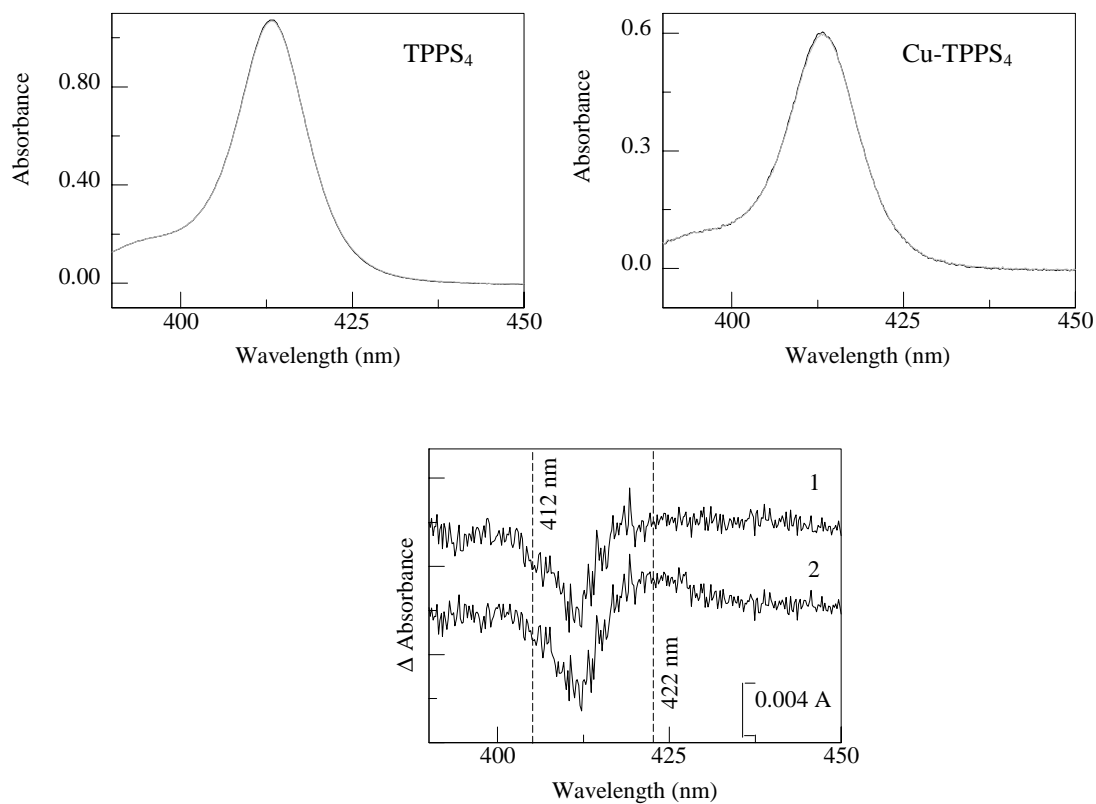 TPPS4
Absorbance
0.80
0.40
0.00
400
425
450
Wavelength (nm)
Cu-TPPS4
Absorbance
0.6
0.3
0.0
400
425
450
Wavelength (nm)
1
2
412 nm
422 nm
Δ Absorbance
0.004 A
400
425
450
Wavelength (nm)